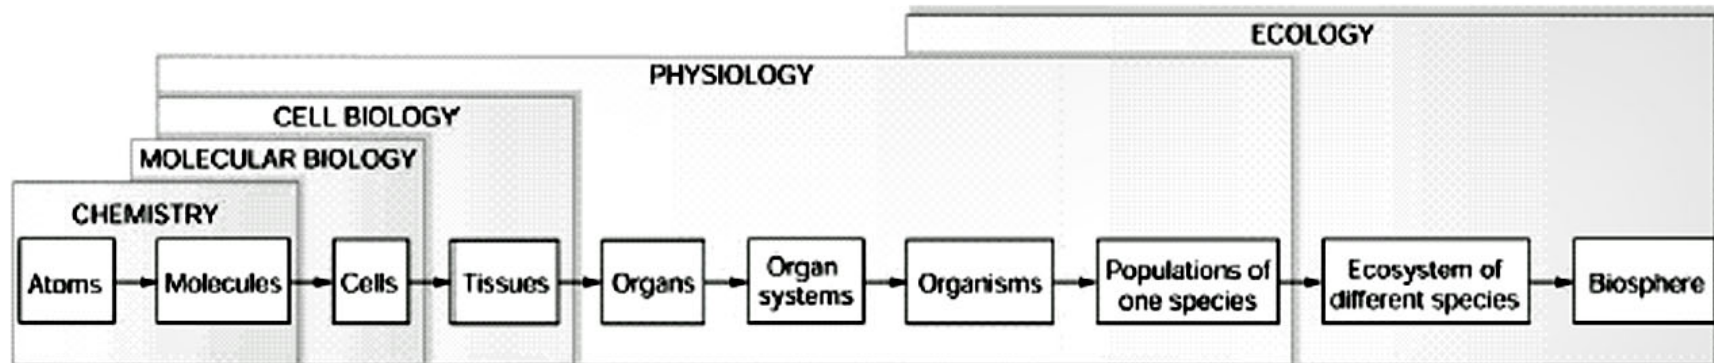 ECOLOGY
PHYSIOLOGY
CELL BIOLOGY
MOLECULAR BIOLOGY
CHEMISTRY
Atoms
Molecules
Cells
Tissues
Organs
Organ
systems
Organisms
Populations of
one species
Ecosystem of
different species
Biosphere